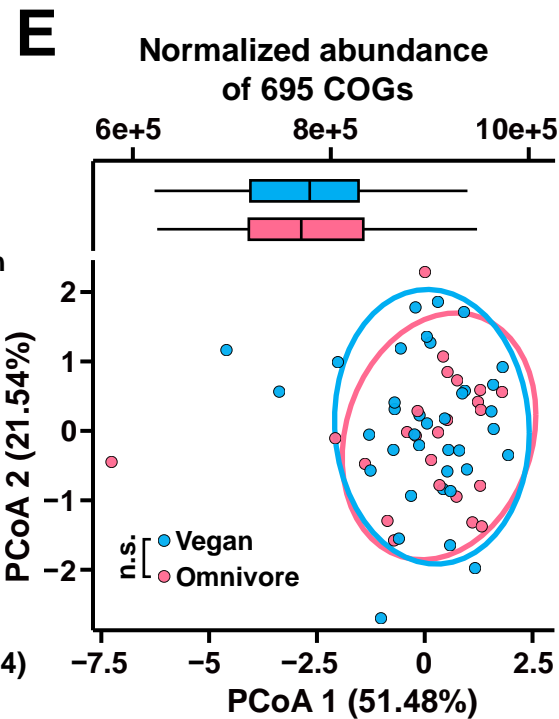 E
Normalized abundance
of 695 COGs
6e+5 8e+5 10e+5
n
2
1
0
−1
−2
PCoA 2 (21.54%)
n.s.
Vegan
Omnivore
4)
−7.5 −5 −2.5 0 2.5
PCoA 1 (51.48%)